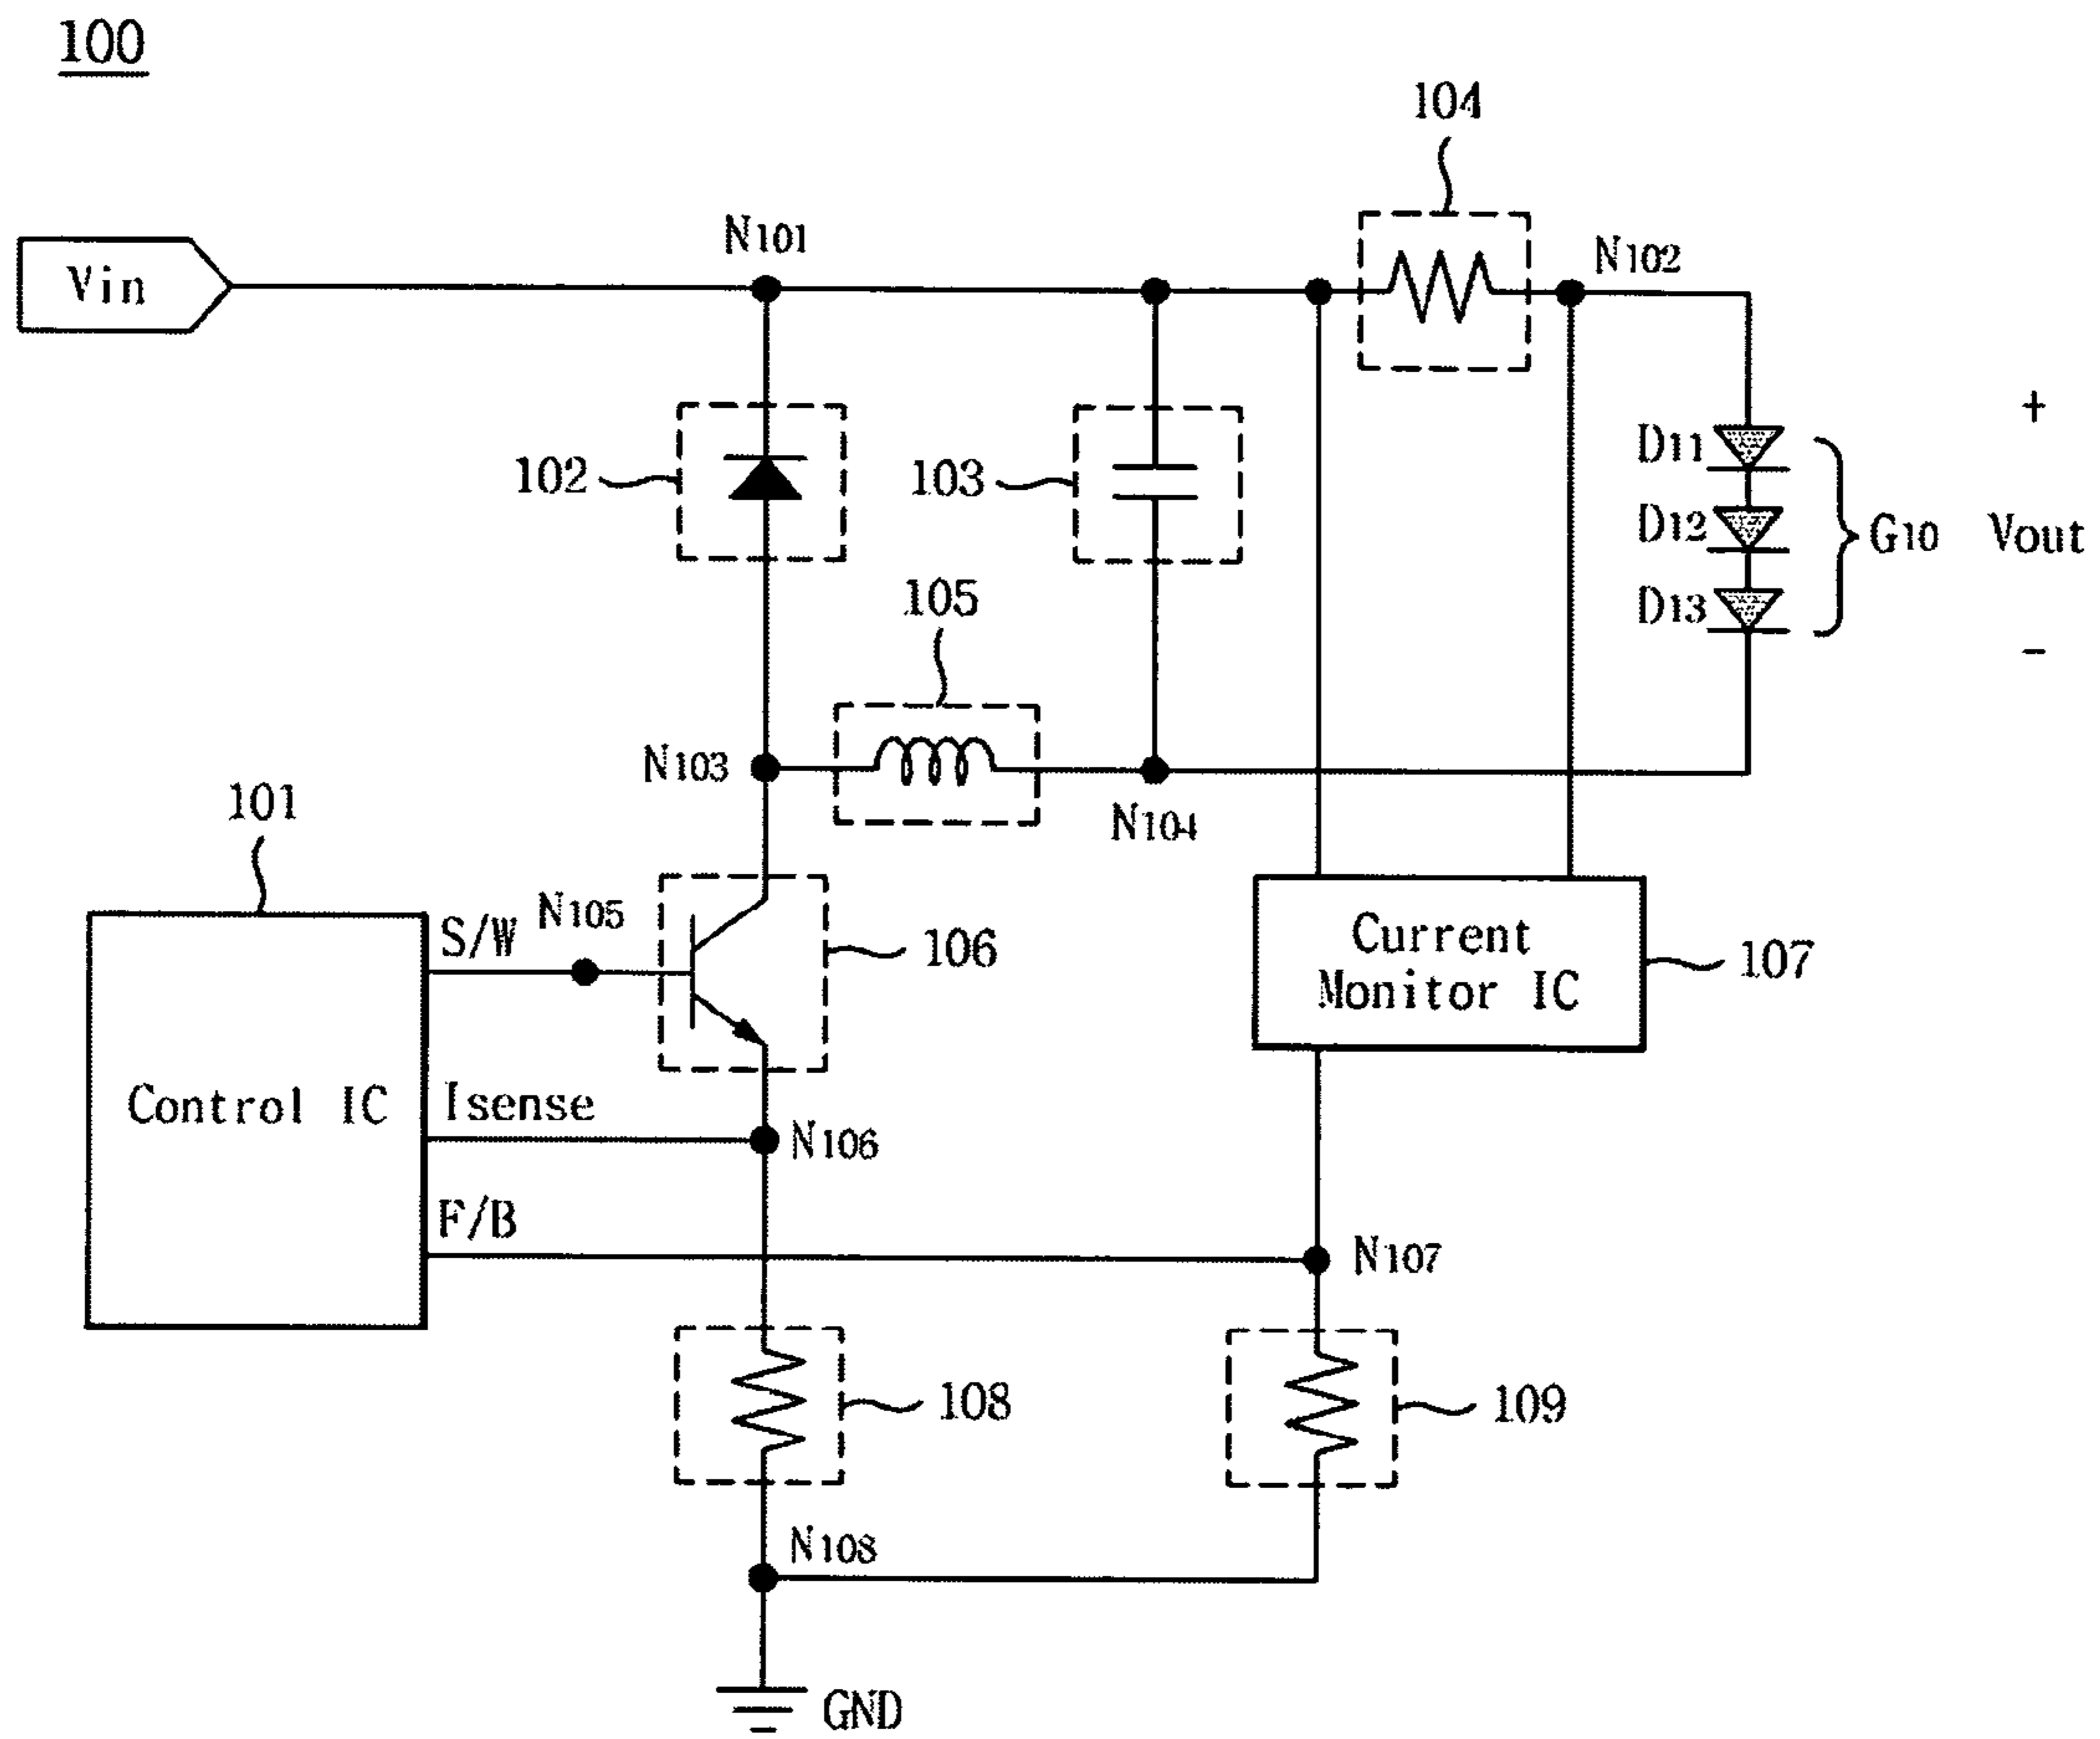 100
104
N101
N102
Vin
+
102
103
D11
D12
D13
G10
Vout
-
105
N103
N104
101
S/W
N105
106
Current
Monitor IC
107
Control IC
Isense
N106
F/B
N107
108
109
N108
GND